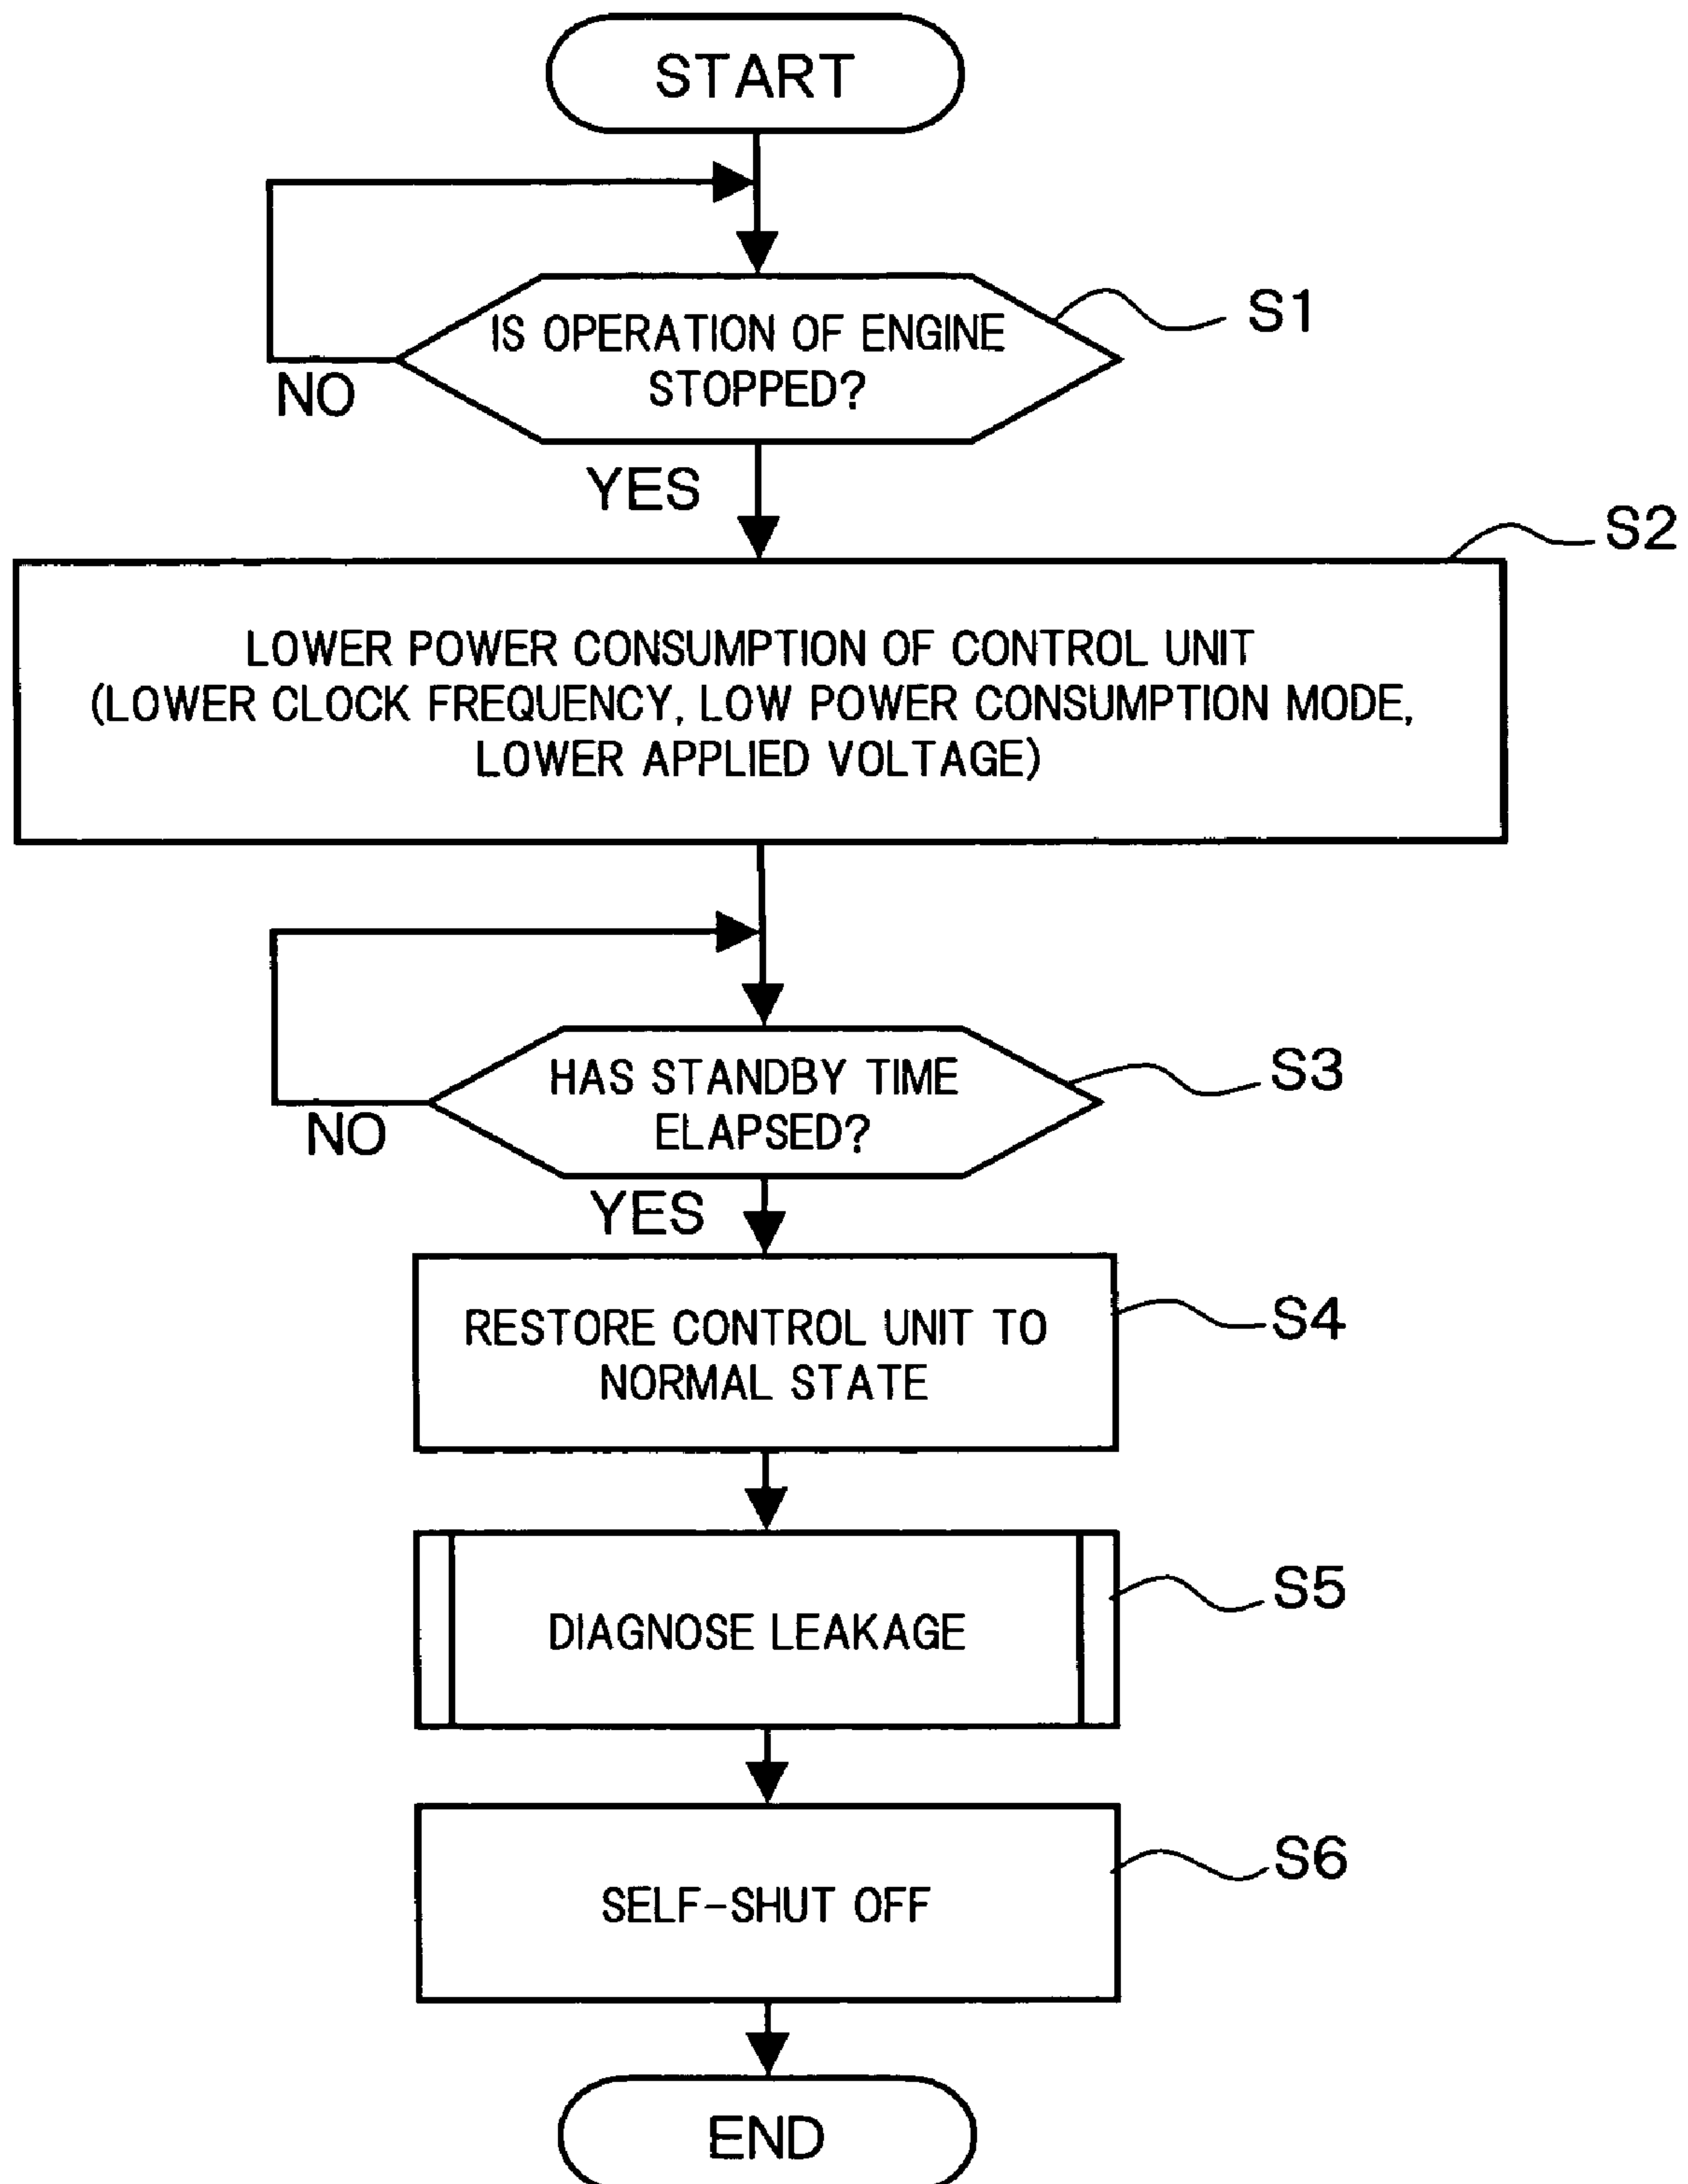 START
IS OPERATION OF ENGINE
STOPPED?
S1
NO
YES
S2
LOWER POWER CONSUMPTION OF CONTROL UNIT
(LOWER CLOCK FREQUENCY, LOW POWER CONSUMPTION MODE,
LOWER APPLIED VOLTAGE)
HAS STANDBY TIME
ELAPSED?
S3
NO
YES
RESTORE CONTROL UNIT TO
NORMAL STATE
S4
DIAGNOSE LEAKAGE
S5
SELF-SHUT OFF
S6
END